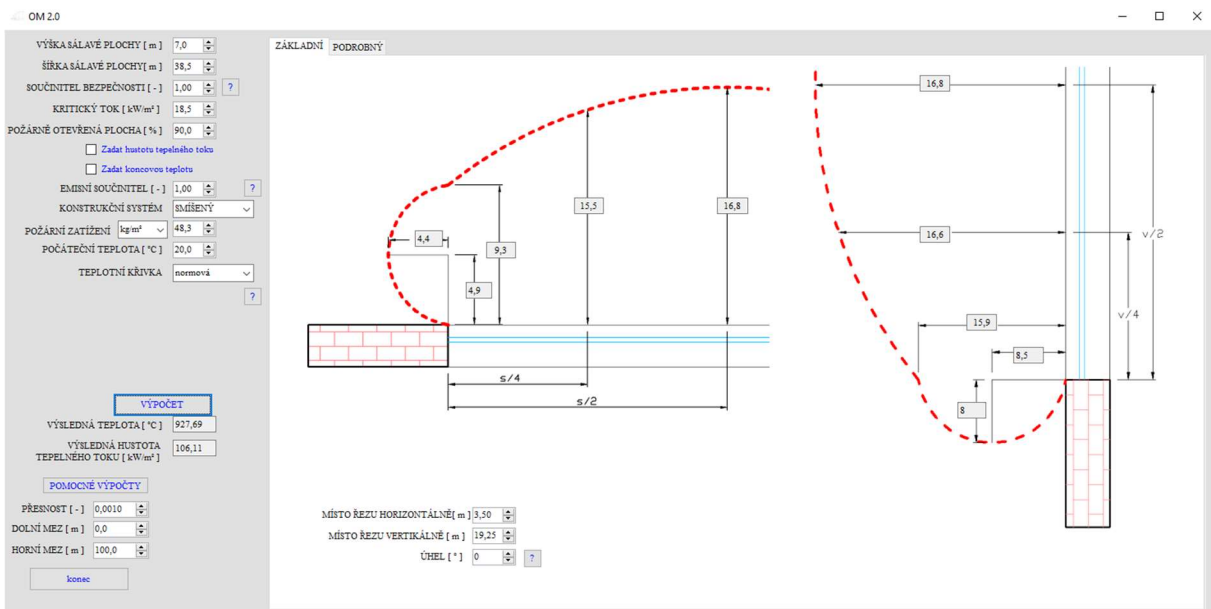 OM 2.0
VÝŠKA SÁLAVÉ PLOCHY [ m ] 7,0
ŠÍŘKA SÁLAVÉ PLOCHY[ m ] 38,5
SOUČINITEL BEZPEČNOSTI [ - ] 1,00 ?
KRITICKÝ TOK [ kW/m² ] 18,5
POŽÁRNĚ OTEVŘENÁ PLOCHA [ % ] 90,0
Zadat hustotu tepelného toku
Zadat koncovou teplotu
EMISNÍ SOUČINITEL [ - ] 1,00 ?
KONSTRUKČNÍ SYSTÉM SMÍŠENÝ
POŽÁRNÍ ZATÍŽENÍ kg/m² 48,3
POČÁTEČNÍ TEPLOTA [ °C ] 20,0
TEPLOTNÍ KŘIVKA normová
?
VÝPOČET
VÝSLEDNÁ TEPLOTA [ °C ] 927,69
VÝSLEDNÁ HUSTOTA
TEPELNÉHO TOKU [ kW/m² ] 106,11
POMOCNÉ VÝPOČTY
PŘESNOST [ - ] 0,0010
DOLNÍ MEZ [ m ] 0,0
HORNÍ MEZ [ m ] 100,0
konec
ZÁKLADNÍ PODROBNÝ
4,4
4,9
9,3
15,5
16,8
s/4
s/2
16,8
16,6
15,9
8,5
8
v/2
v/4
MÍSTO ŘEZU HORIZONTÁLNĚ[ m ] 3,50
MÍSTO ŘEZU VERTIKÁLNĚ [ m ] 19,25
ÚHEL [ ° ] 0 ?